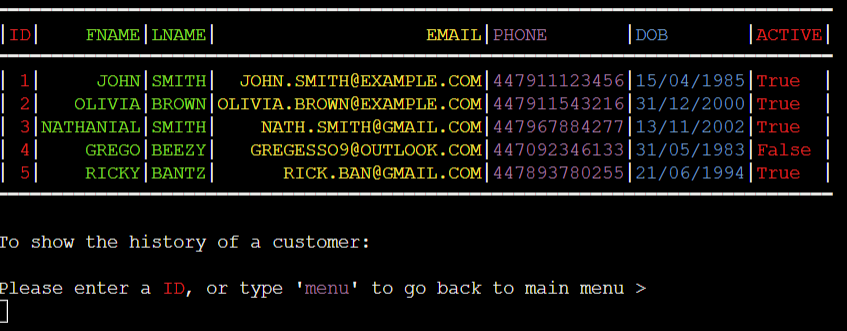 |ID| FNAME|LNAME| EMAIL|PHONE |DOB |ACTIVE|
| 1| JOHN|SMITH| JOHN.SMITH@EXAMPLE.COM|447911123456|15/04/1985|True |
| 2| OLIVIA|BROWN|OLIVIA.BROWN@EXAMPLE.COM|447911543216|31/12/2000|True |
| 3|NATHANIAL|SMITH| NATH.SMITH@GMAIL.COM|447967884277|13/11/2002|True |
| 4| GREGO|BEEZY| GREGESSO9@OUTLOOK.COM|447092346133|31/05/1983|False |
| 5| RICKY|BANTZ| RICK.BAN@GMAIL.COM|447893780255|21/06/1994|True |
To show the history of a customer:
Please enter a ID, or type 'menu' to go back to main menu >